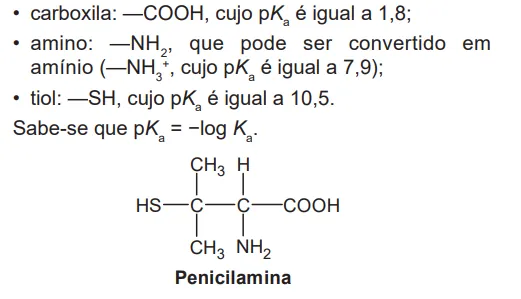 • carboxila: —COOH, cujo pKa é igual a 1,8;
• amino: —NH2, que pode ser convertido em
amínio (—NH3+, cujo pKa é igual a 7,9);
• tiol: —SH, cujo pKa é igual a 10,5.
Sabe-se que pKa = −log Ka.
CH3 H
HS—C—C—COOH
CH3 NH2
Penicilamina